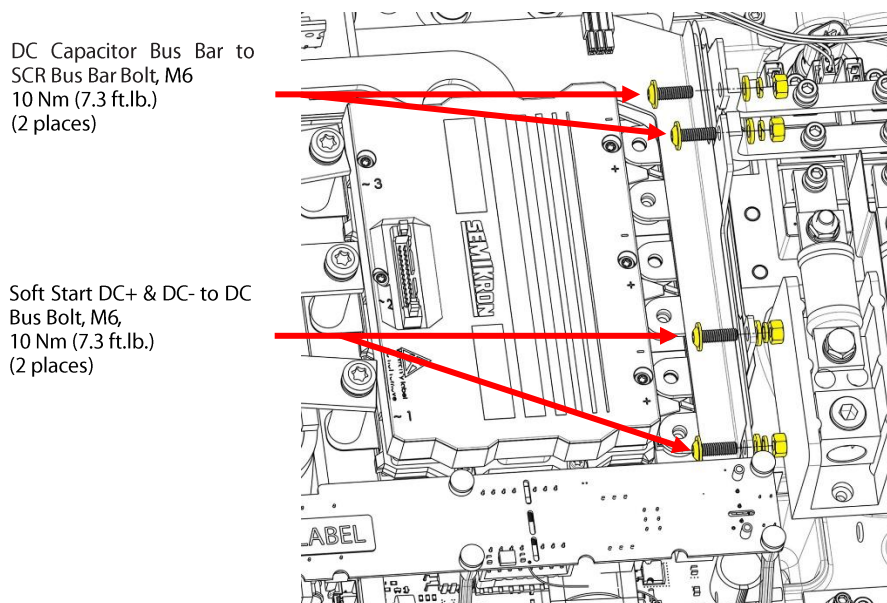 DC Capacitor Bus Bar to
SCR Bus Bar Bolt, M6
10 Nm (7.3 ft.lb.)
(2 places)
Soft Start DC+ & DC- to DC
Bus Bolt, M6,
10 Nm (7.3 ft.lb.)
(2 places)
~3
~2
~1
SEMIKRON
-
+
-
+
-
+
LABEL